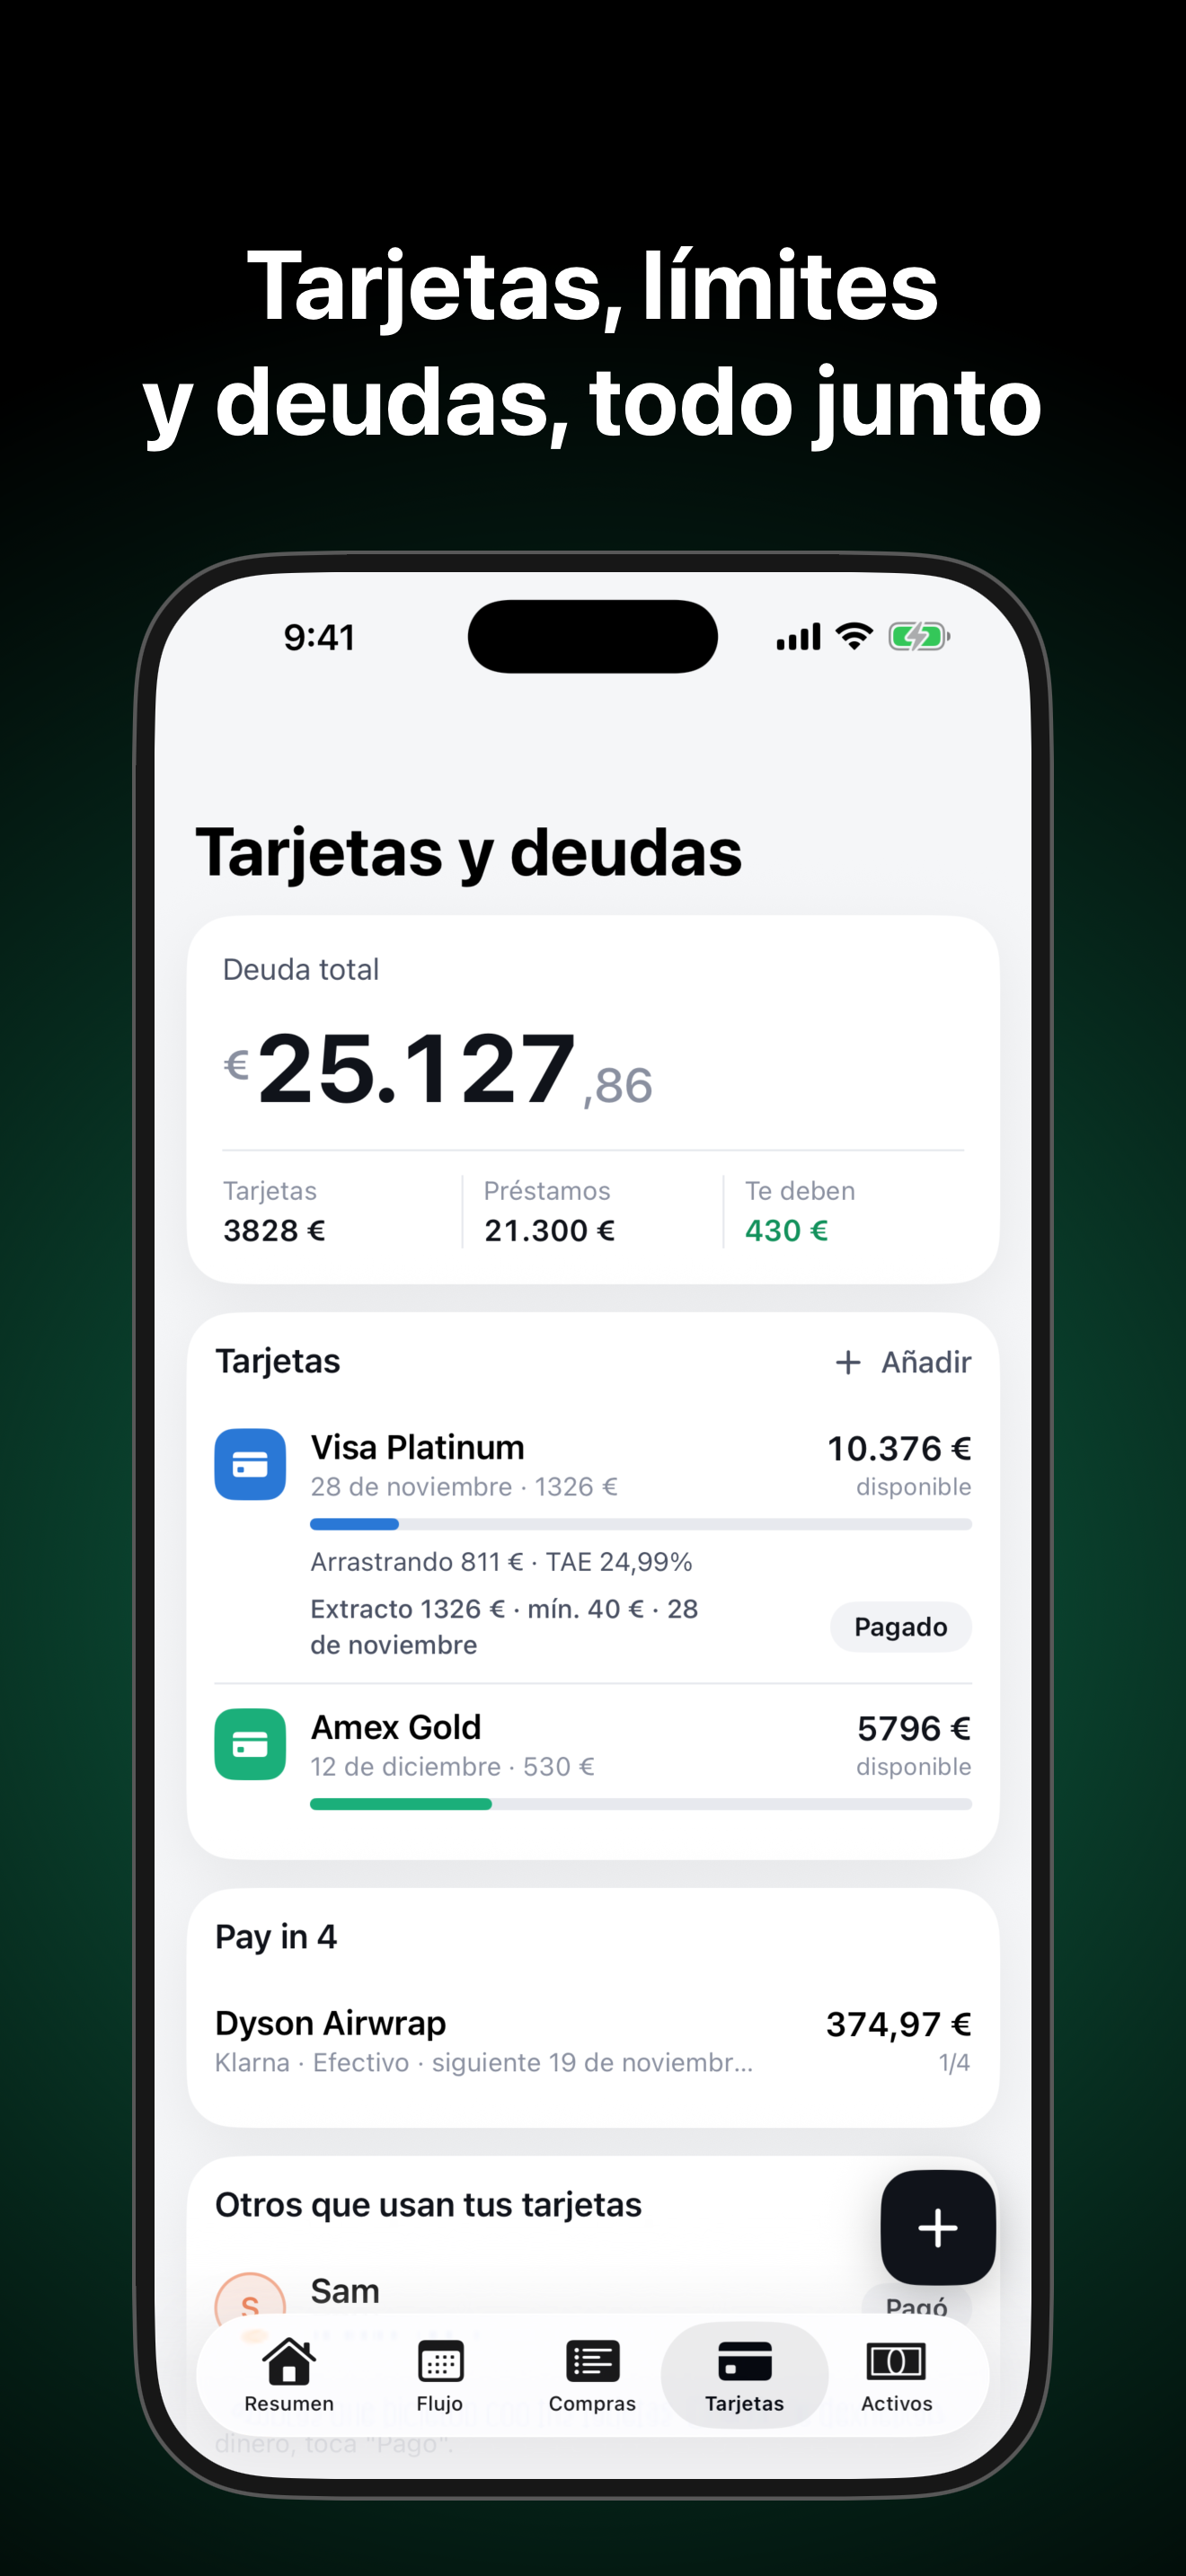 Tarjetas, límites
y deudas, todo junto
9:41
Tarjetas y deudas
Deuda total
€25.127,86
Tarjetas
3828 €
Préstamos
21.300 €
Te deben
430 €
Tarjetas
+ Añadir
Visa Platinum
10.376 €
28 de noviembre · 1326 €
disponible
Arrastrando 811 € · TAE 24,99%
Extracto 1326 € · mín. 40 € · 28
de noviembre
Pagado
Amex Gold
5796 €
12 de diciembre · 530 €
disponible
Pay in 4
Dyson Airwrap
374,97 €
Klarna · Efectivo · siguiente 19 de noviembr...
1/4
Otros que usan tus tarjetas
S
Sam
Pagó
Resumen
Flujo
Compras
Tarjetas
Activos
dinero, toca "Pagó".